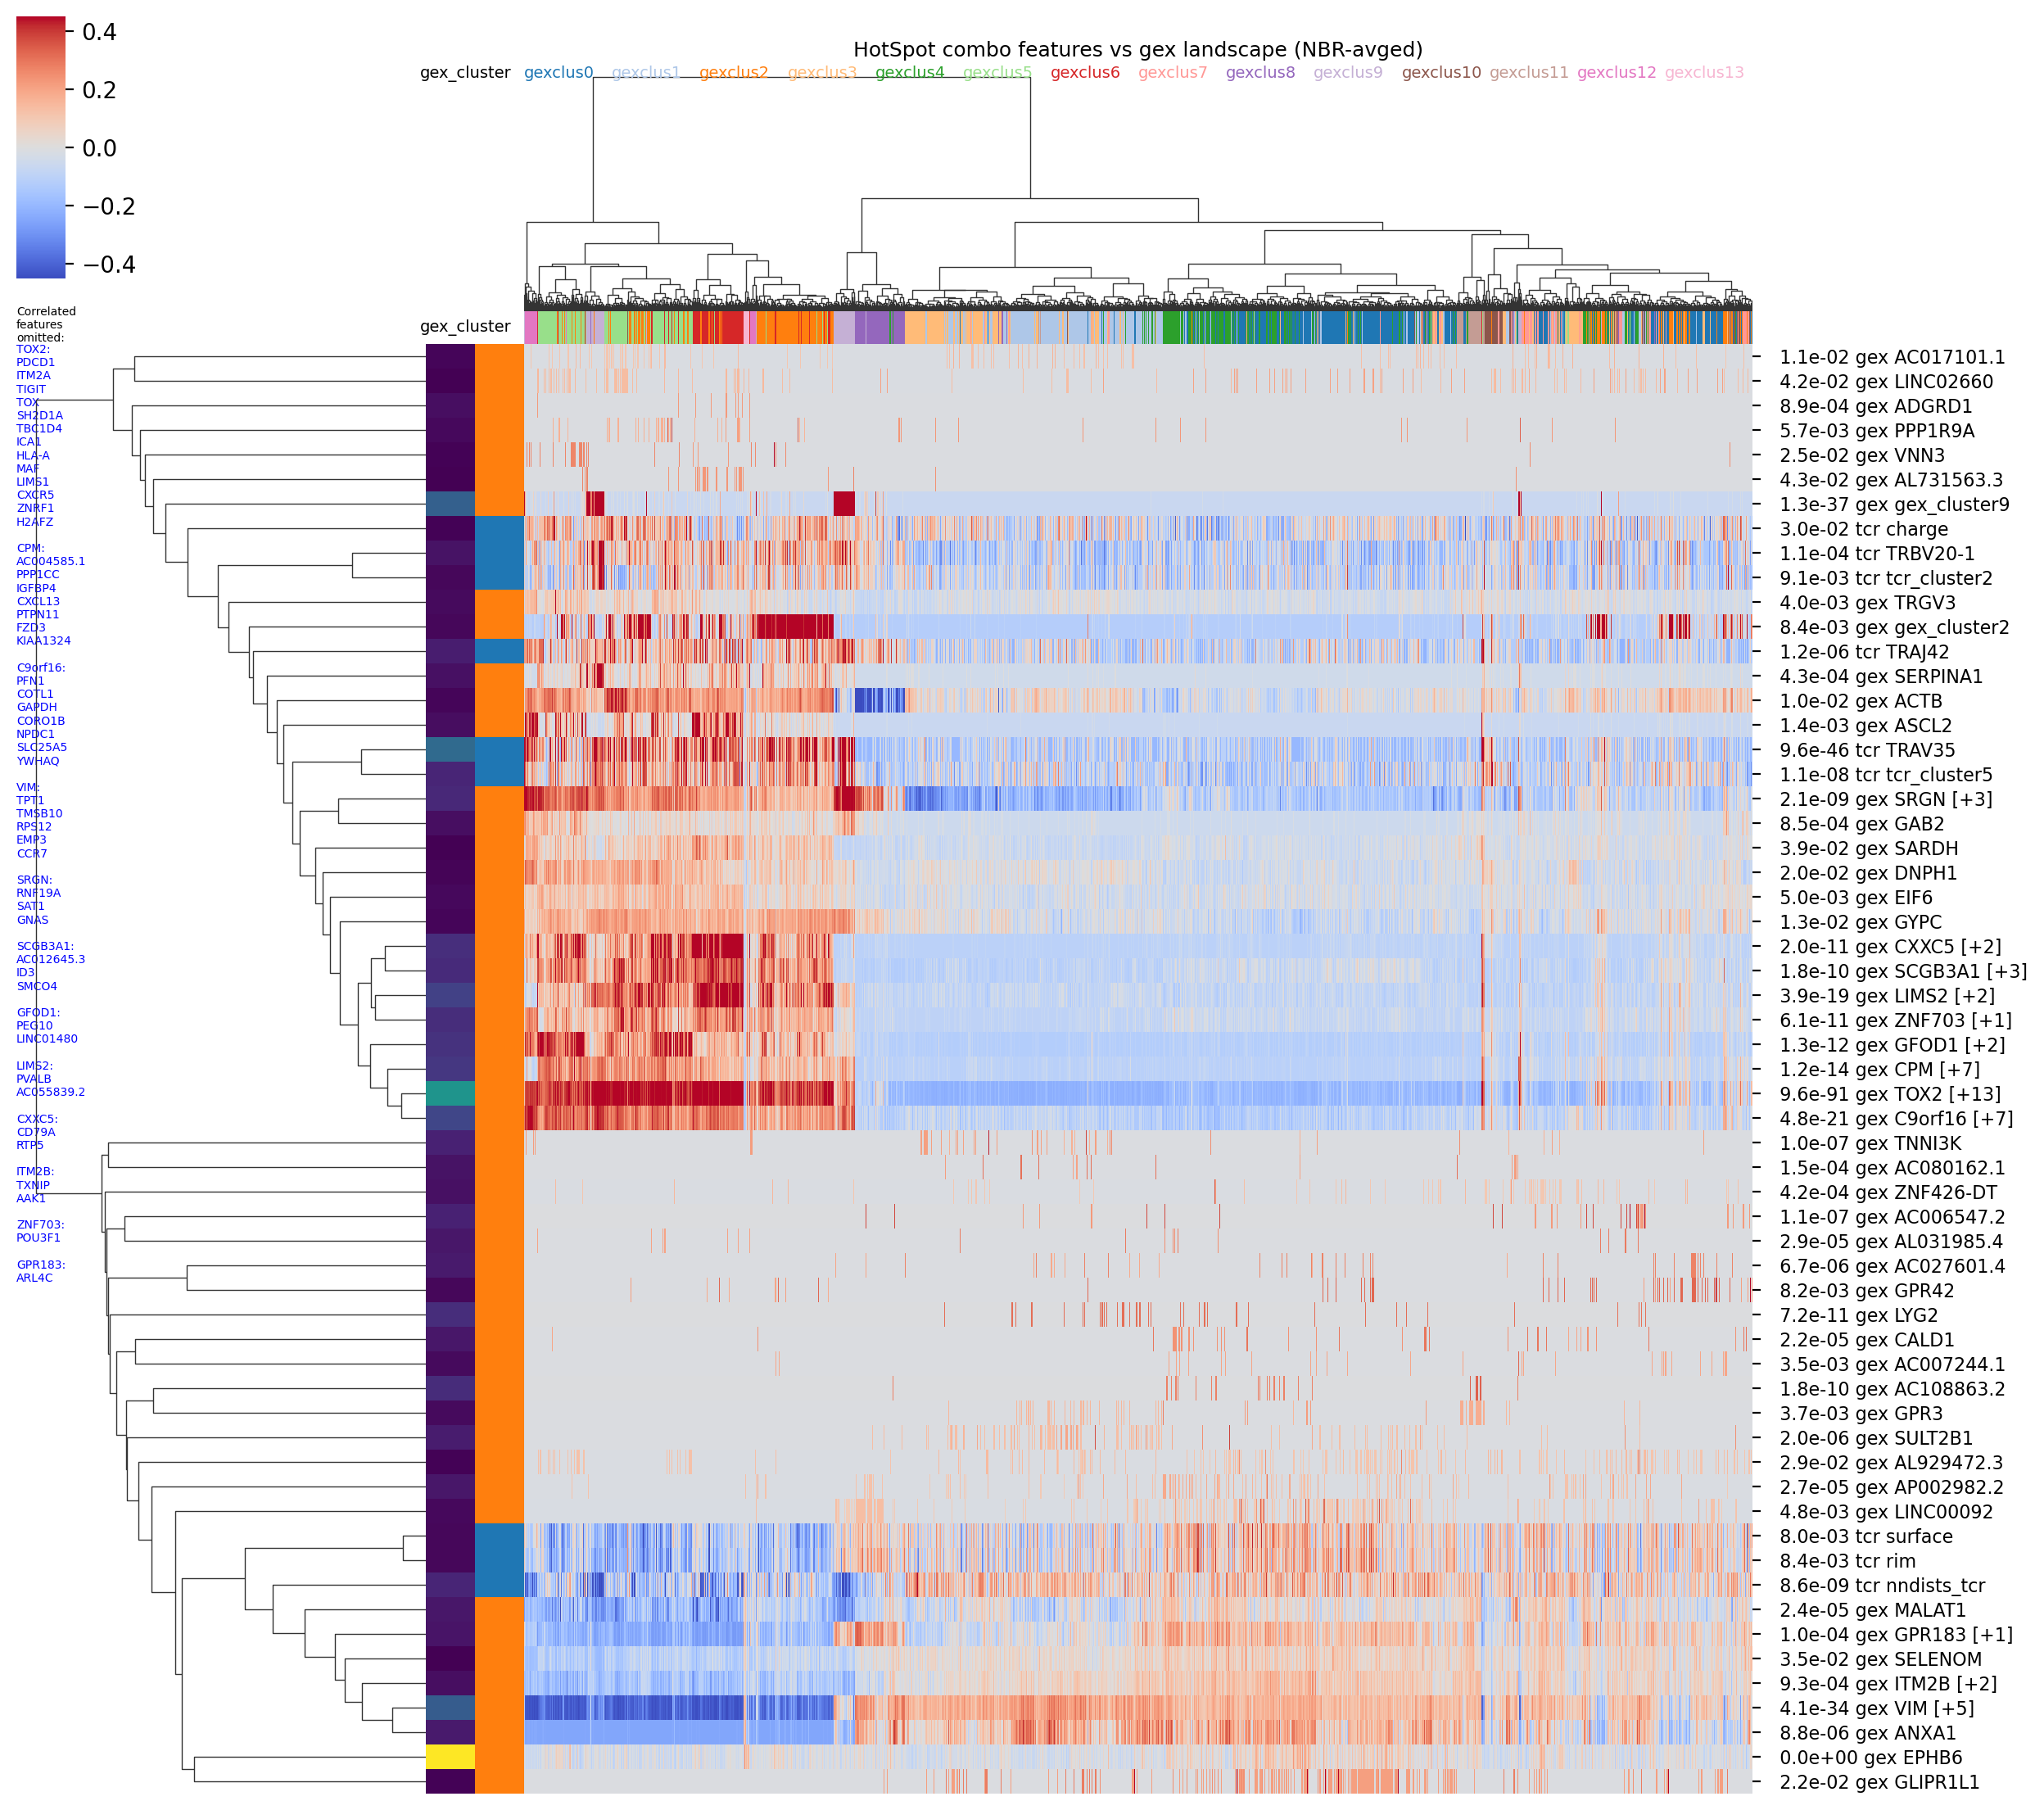 HotSpot combo features vs gex landscape (NBR-avged)
gex_cluster gexclus0 gexclus1 gexclus2 gexclus3 gexclus4 gexclus5 gexclus6 gexclus7 gexclus8 gexclus9 gexclus10 gexclus11 gexclus12 gexclus13
0.4
0.2
0.0
−0.2
−0.4
gex_cluster
Correlated
features
omitted:
TOX2:
PDCD1
ITM2A
TIGIT
TOX
SH2D1A
TBC1D4
ICA1
HLA-A
MAF
LIMS1
CXCR5
ZNRF1
H2AFZ
CPM:
AC004585.1
PPP1CC
IGFBP4
CXCL13
PTPN11
FZD3
KIAA1324
C9orf16:
PFN1
COTL1
GAPDH
CORO1B
NPDC1
SLC25A5
YWHAQ
VIM:
TPT1
TMSB10
RPS12
EMP3
CCR7
SRGN:
RNF19A
SAT1
GNAS
SCGB3A1:
AC012645.3
ID3
SMCO4
GFOD1:
PEG10
LINC01480
LIMS2:
PVALB
AC055839.2
CXXC5:
CD79A
RTP5
ITM2B:
TXNIP
AAK1
ZNF703:
POU3F1
GPR183:
ARL4C
1.1e-02 gex AC017101.1
4.2e-02 gex LINC02660
8.9e-04 gex ADGRD1
5.7e-03 gex PPP1R9A
2.5e-02 gex VNN3
4.3e-02 gex AL731563.3
1.3e-37 gex gex_cluster9
3.0e-02 tcr charge
1.1e-04 tcr TRBV20-1
9.1e-03 tcr tcr_cluster2
4.0e-03 gex TRGV3
8.4e-03 gex gex_cluster2
1.2e-06 tcr TRAJ42
4.3e-04 gex SERPINA1
1.0e-02 gex ACTB
1.4e-03 gex ASCL2
9.6e-46 tcr TRAV35
1.1e-08 tcr tcr_cluster5
2.1e-09 gex SRGN [+3]
8.5e-04 gex GAB2
3.9e-02 gex SARDH
2.0e-02 gex DNPH1
5.0e-03 gex EIF6
1.3e-02 gex GYPC
2.0e-11 gex CXXC5 [+2]
1.8e-10 gex SCGB3A1 [+3]
3.9e-19 gex LIMS2 [+2]
6.1e-11 gex ZNF703 [+1]
1.3e-12 gex GFOD1 [+2]
1.2e-14 gex CPM [+7]
9.6e-91 gex TOX2 [+13]
4.8e-21 gex C9orf16 [+7]
1.0e-07 gex TNNI3K
1.5e-04 gex AC080162.1
4.2e-04 gex ZNF426-DT
1.1e-07 gex AC006547.2
2.9e-05 gex AL031985.4
6.7e-06 gex AC027601.4
8.2e-03 gex GPR42
7.2e-11 gex LYG2
2.2e-05 gex CALD1
3.5e-03 gex AC007244.1
1.8e-10 gex AC108863.2
3.7e-03 gex GPR3
2.0e-06 gex SULT2B1
2.9e-02 gex AL929472.3
2.7e-05 gex AP002982.2
4.8e-03 gex LINC00092
8.0e-03 tcr surface
8.4e-03 tcr rim
8.6e-09 tcr nndists_tcr
2.4e-05 gex MALAT1
1.0e-04 gex GPR183 [+1]
3.5e-02 gex SELENOM
9.3e-04 gex ITM2B [+2]
4.1e-34 gex VIM [+5]
8.8e-06 gex ANXA1
0.0e+00 gex EPHB6
2.2e-02 gex GLIPR1L1